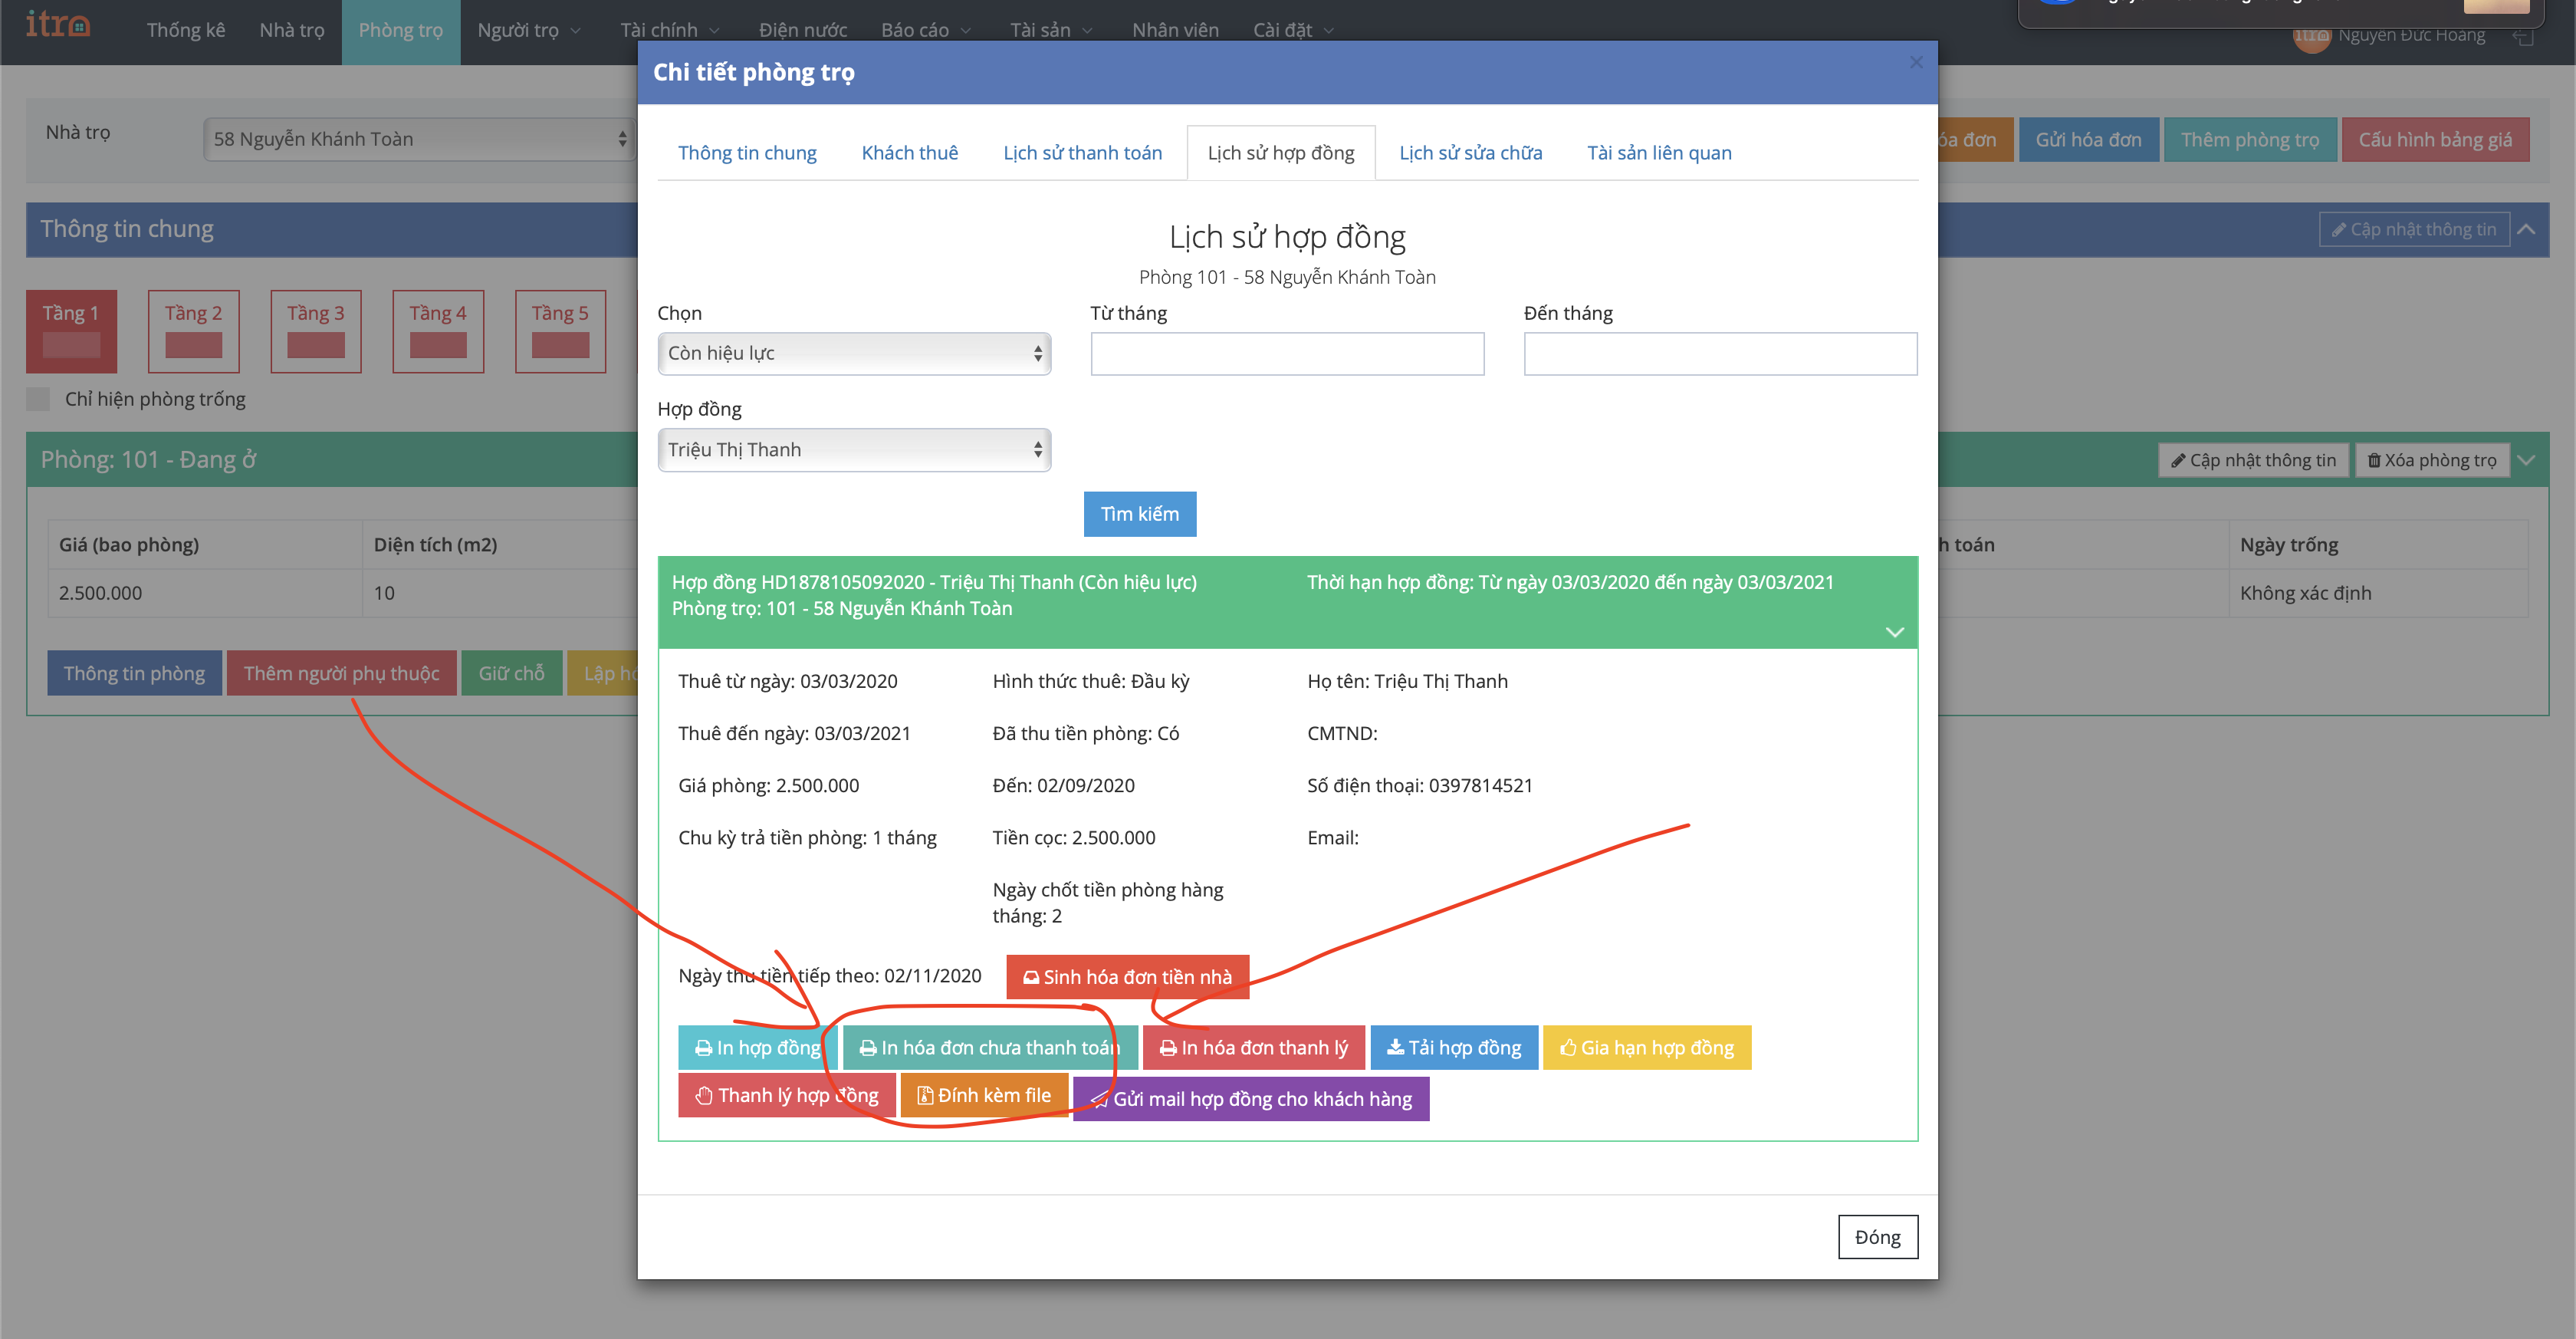 itro
Thống kê
Nhà trọ
Phòng trọ
Người trọ
Tài chính
Điện nước
Báo cáo
Tài sản
Nhân viên
Cài đặt
itro
Nguyễn Đức Hoàng
Chi tiết phòng trọ
×
Nhà trọ
58 Nguyễn Khánh Toàn
óa đơn
Gửi hóa đơn
Thêm phòng trọ
Cấu hình bảng giá
Thông tin chung
Cập nhật thông tin
Tầng 1
Tầng 2
Tầng 3
Tầng 4
Tầng 5
Chỉ hiện phòng trống
Phòng: 101 - Đang ở
Cập nhật thông tin
Xóa phòng trọ
Giá (bao phòng)
Diện tích (m2)
h toán
Ngày trống
2.500.000
10
Không xác định
Thông tin phòng
Thêm người phụ thuộc
Giữ chỗ
Lập hó
Thông tin chung
Khách thuê
Lịch sử thanh toán
Lịch sử hợp đồng
Lịch sử sửa chữa
Tài sản liên quan
Lịch sử hợp đồng
Phòng 101 - 58 Nguyễn Khánh Toàn
Chọn
Từ tháng
Đến tháng
Còn hiệu lực
Hợp đồng
Triệu Thị Thanh
Tìm kiếm
Hợp đồng HD1878105092020 - Triệu Thị Thanh (Còn hiệu lực)
Thời hạn hợp đồng: Từ ngày 03/03/2020 đến ngày 03/03/2021
Phòng trọ: 101 - 58 Nguyễn Khánh Toàn
Thuê từ ngày: 03/03/2020
Hình thức thuê: Đầu kỳ
Họ tên: Triệu Thị Thanh
Thuê đến ngày: 03/03/2021
Đã thu tiền phòng: Có
CMTND:
Giá phòng: 2.500.000
Đến: 02/09/2020
Số điện thoại: 0397814521
Chu kỳ trả tiền phòng: 1 tháng
Tiền cọc: 2.500.000
Email:
Ngày chốt tiền phòng hàng
tháng: 2
Ngày thu tiền tiếp theo: 02/11/2020
Sinh hóa đơn tiền nhà
In hợp đồng
In hóa đơn chưa thanh toán
In hóa đơn thanh lý
Tải hợp đồng
Gia hạn hợp đồng
Thanh lý hợp đồng
Đính kèm file
Gửi mail hợp đồng cho khách hàng
Đóng